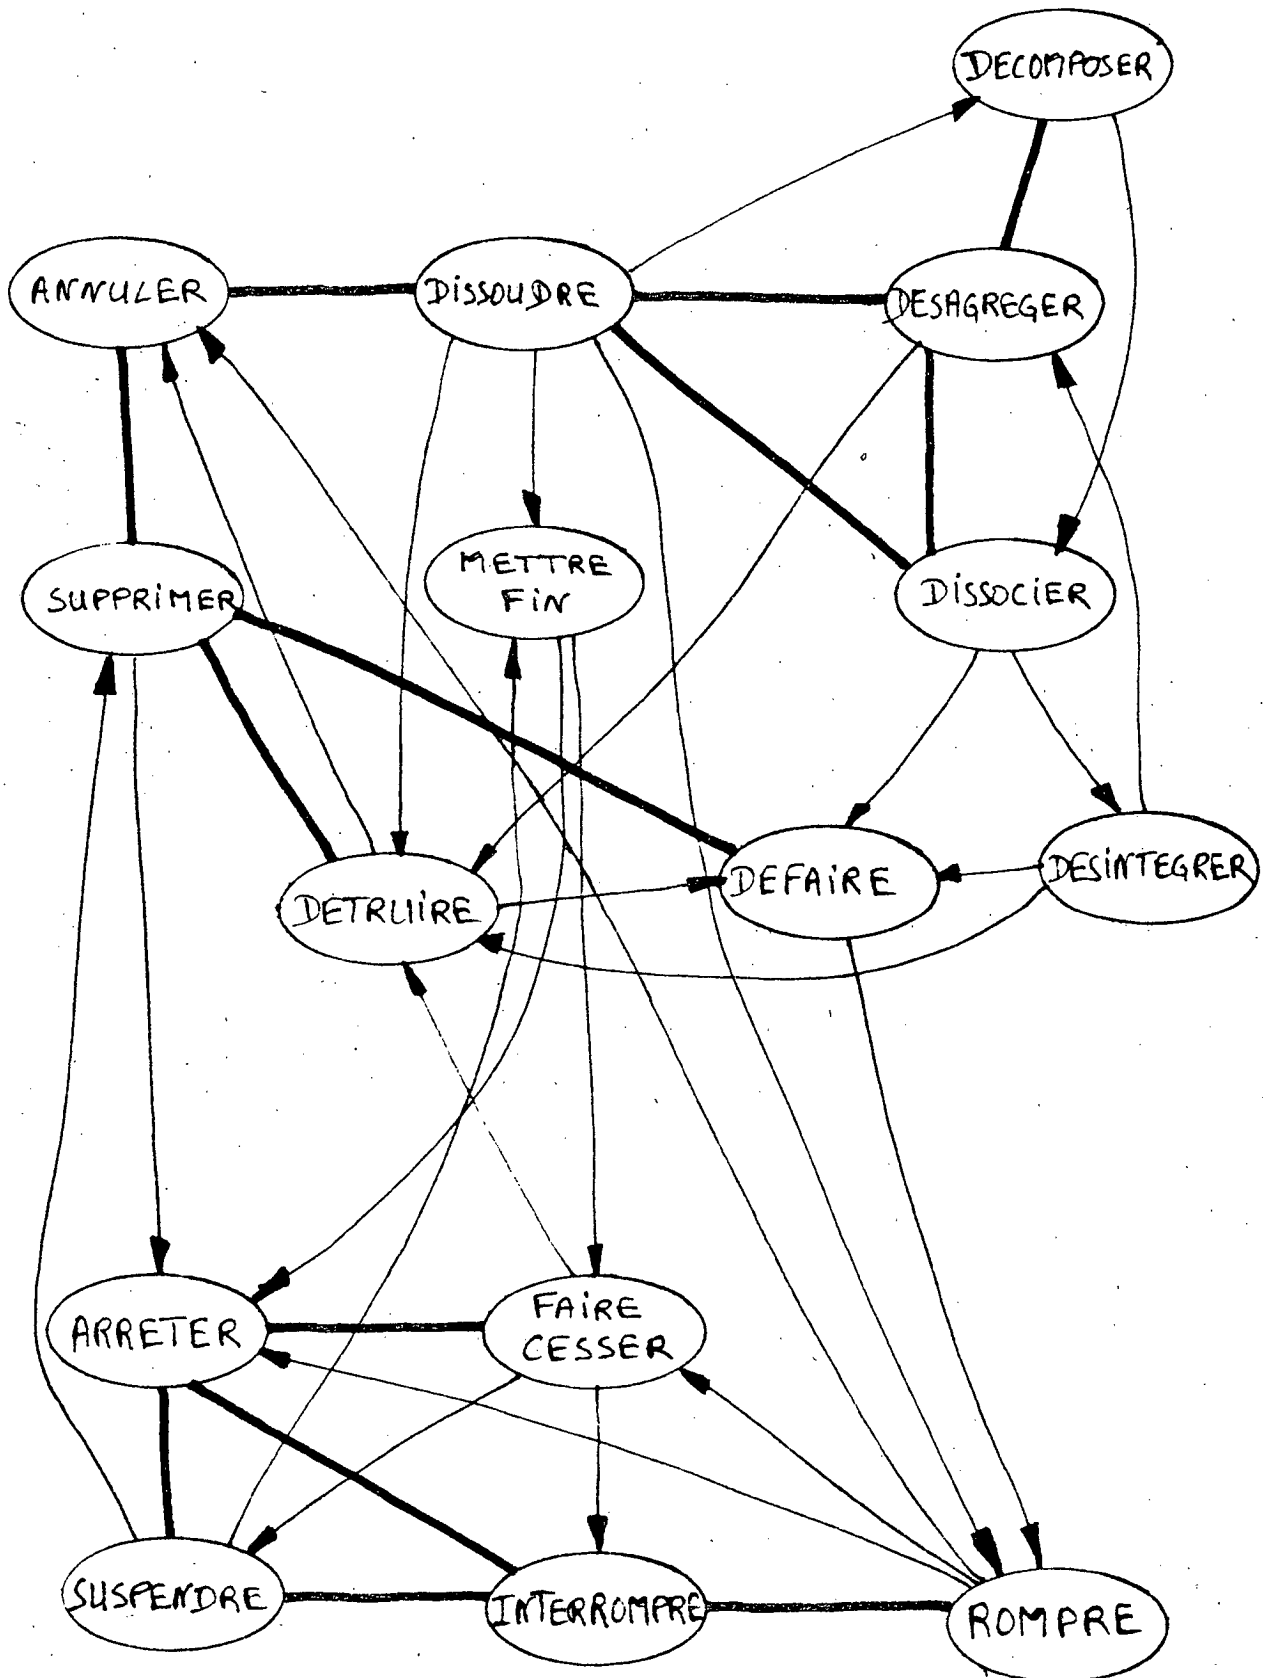 DECOMPOSER
ANNULER
DiSSOUDRE
DESAGREGER
METTRE
FiN
SUPPRiMER
DiSSOCiER
DETRUiRE
DEFAiRE
DESiNTEGRER
ARRETER
FAiRE
CESSER
SUSPENDRE
INTERROMPRE
ROMPRE